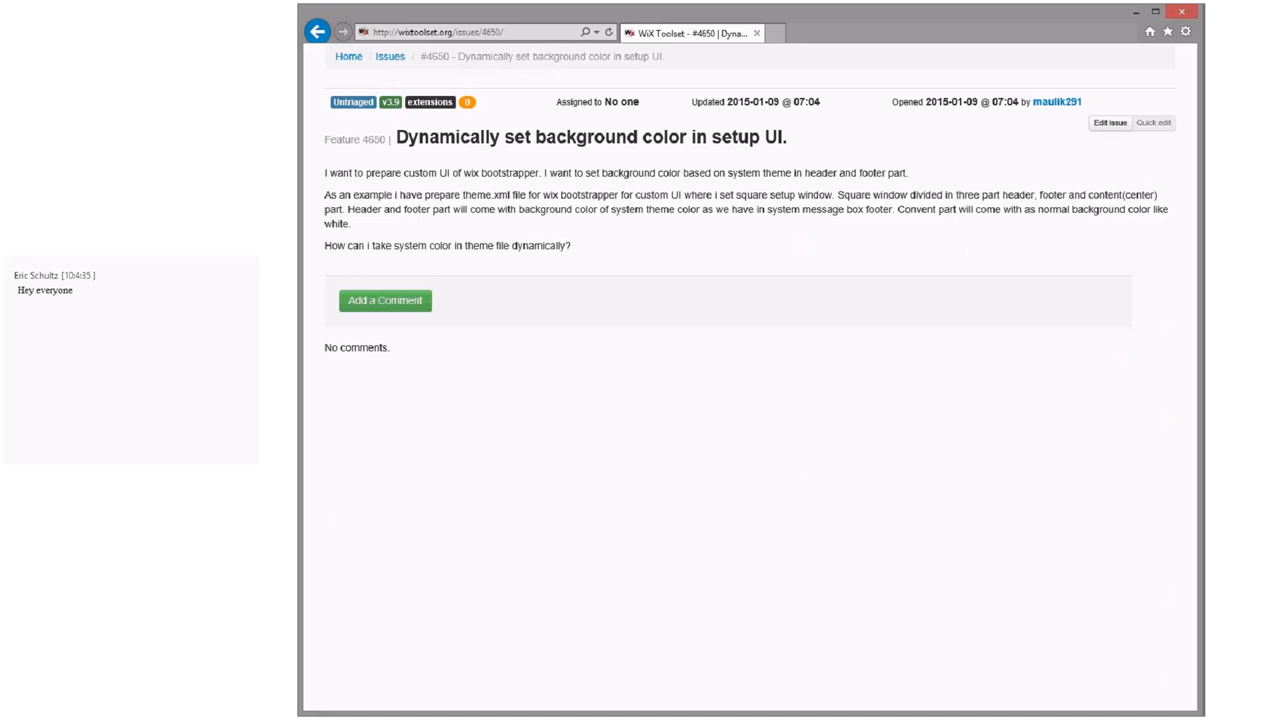 http://wixtoolset.org/issues/4650/
WiX Toolset - #4650 | Dyna...
Home / Issues / #4650 - Dynamically set background color in setup UI.
Untriaged v3.9 extensions 0 Assigned to No one Updated 2015-01-09 @ 07:04 Opened 2015-01-09 @ 07:04 by maulik291
Edit issue Quick edit
Feature 4650 | Dynamically set background color in setup UI.
I want to prepare custom UI of wix bootstrapper. I want to set background color based on system theme in header and footer part.
As an example i have prepare theme.xml file for wix bootstrapper for custom UI where i set square setup window. Square window divided in three part header, footer and content(center)
part. Header and footer part will come with background color of system theme color as we have in system message box footer. Convent part will come with as normal background color like
white.
How can i take system color in theme file dynamically?
Add a Comment
No comments.
Eric Schultz [10:4:35 ]
Hey everyone